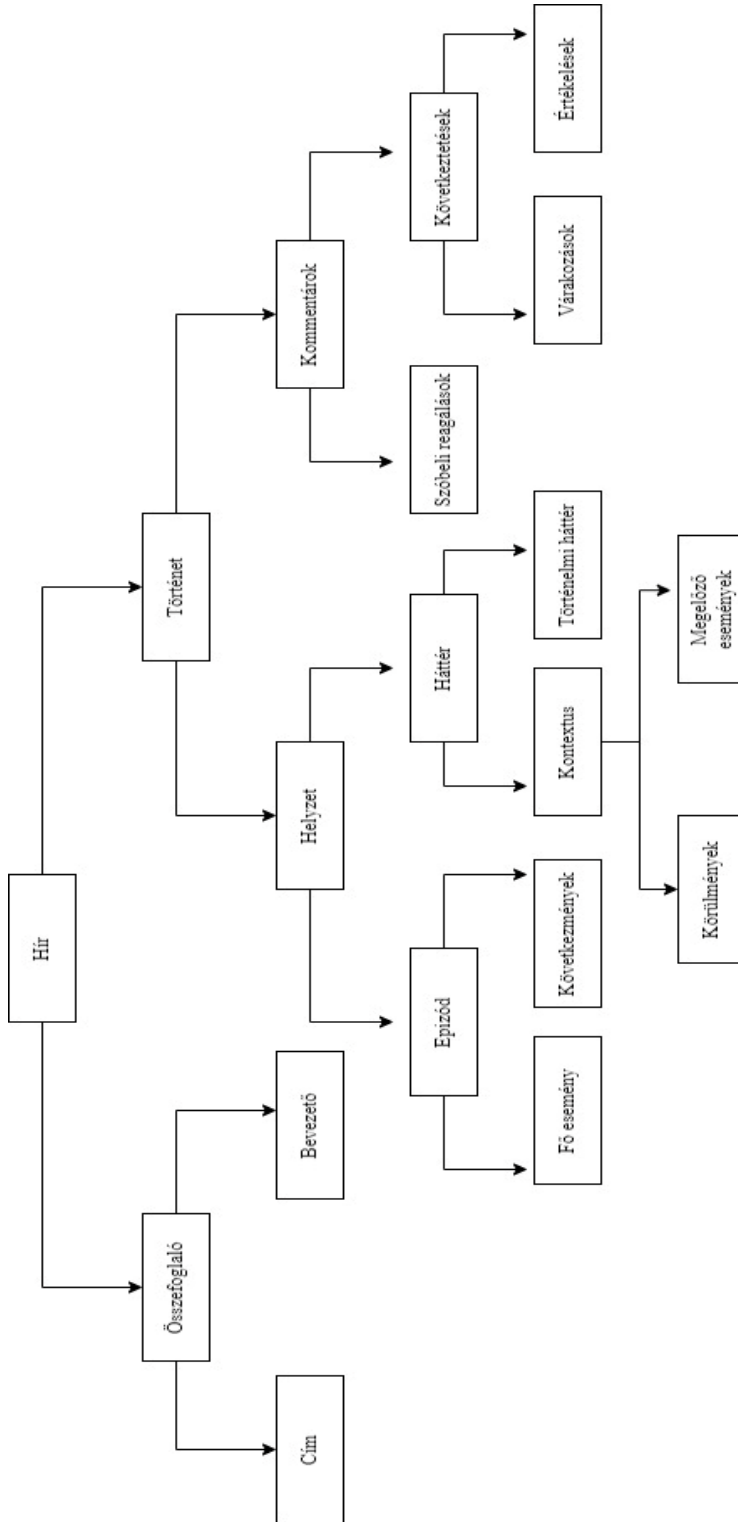 Hír
Összefoglaló
Történet
Cím
Bevezető
Helyzet
Kommentárok
Epizód
Háttér
Szóbeli reagálások
Következtetések
Fő esemény
Következmények
Kontextus
Történelmi háttér
Várakozások
Értékelések
Körülmények
Megelőző
események